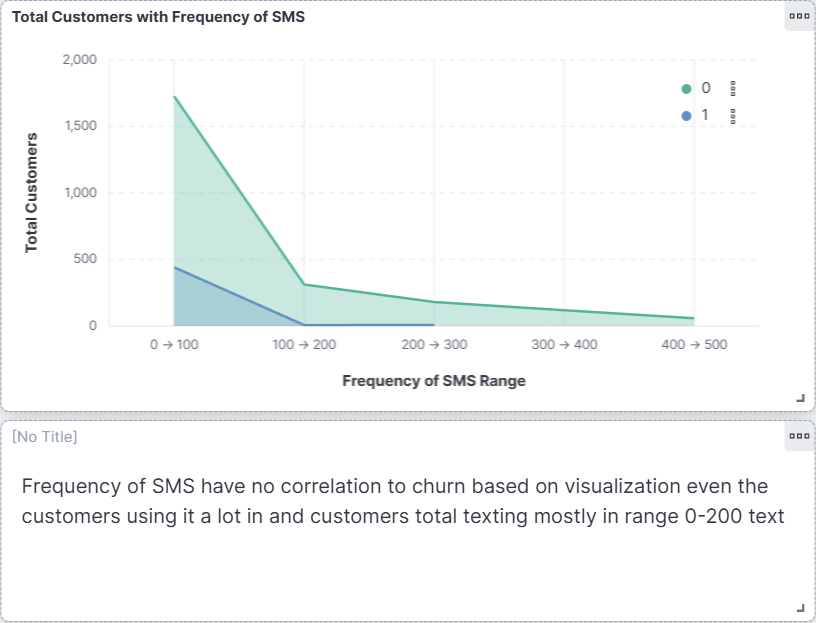 Total Customers with Frequency of SMS
2,000
0
1
1,500
1,000
500
0
Total Customers
0 → 100 100 → 200 200 → 300 300 → 400 400 → 500
Frequency of SMS Range
[No Title]
Frequency of SMS have no correlation to churn based on visualization even the
customers using it a lot in and customers total texting mostly in range 0-200 text